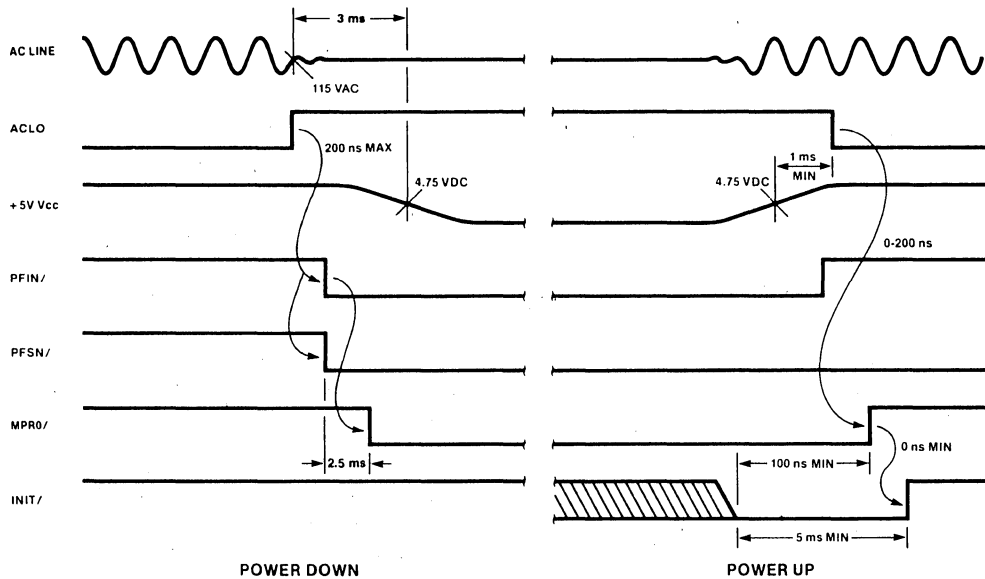 3 ms
AC LINE
115 VAC
ACLO
200 ns MAX
1 ms
MIN
4.75 VDC
4.75 VDC
+5V Vcc
0-200 ns
PFIN/
PFSN/
MPR0/
0 ns MIN
2.5 ms
100 ns MIN
INIT/
5 ms MIN
POWER DOWN
POWER UP